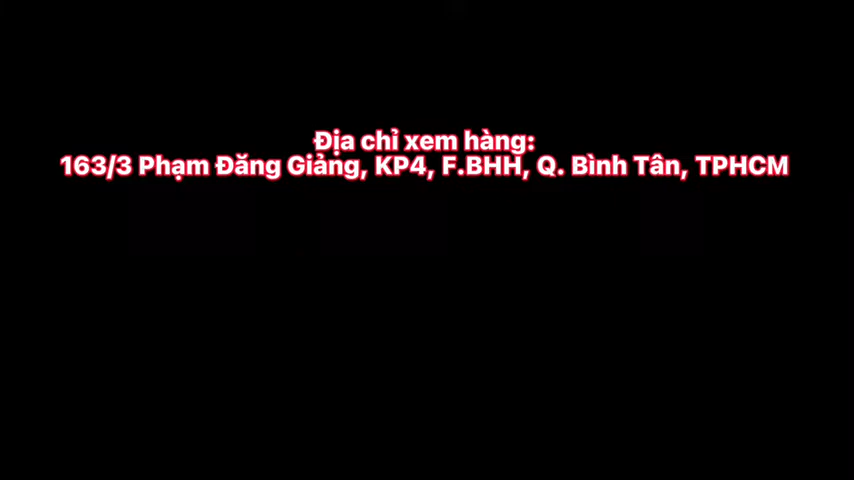 Địa chỉ xem hàng:
163/3 Phạm Đăng Giảng, KP4, F.BHH, Q. Bình Tân, TPHCM